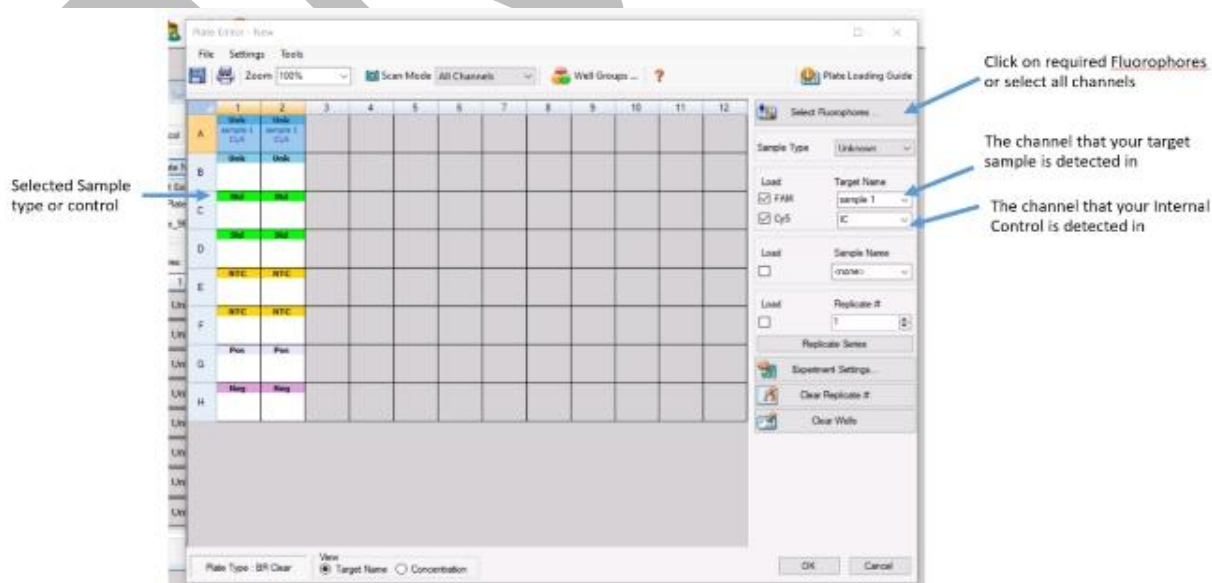 Plate Editor - New
File Settings Tools
Zoom 100% Scan Mode All Channels Well Groups ... ? Plate Loading Guide
Click on required Fluorophores
or select all channels
1 2 3 4 5 6 7 8 9 10 11 12
Select Fluorophores ...
A Unk Unk
sample 1 sample 1
Cy5 Cy5
Sample Type Unknown
The channel that your target
sample is detected in
B Unk Unk
Selected Sample
type or control
Load Target Name
FAM sample 1
Cy5 IC
The channel that your Internal
Control is detected in
C Std Std
D Std Std
Load Sample Name
<none>
E NTC NTC
Load Replicate #
1
F NTC NTC
Replicate Series
G Pos Pos
Experiment Settings...
Clear Replicate #
H Neg Neg
Clear Wells
Plate Type : BR Clear
View
Target Name Concentration
OK Cancel